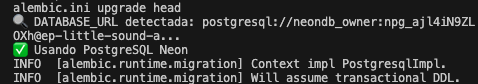 alembic.ini upgrade head
🔍 DATABASE_URL detectada: postgresql://neondb_owner:npg_ajl4iN9ZL
OXh@ep-little-sound-a...
✅ Usando PostgreSQL Neon
INFO  [alembic.runtime.migration] Context impl PostgresqlImpl.
INFO  [alembic.runtime.migration] Will assume transactional DDL.